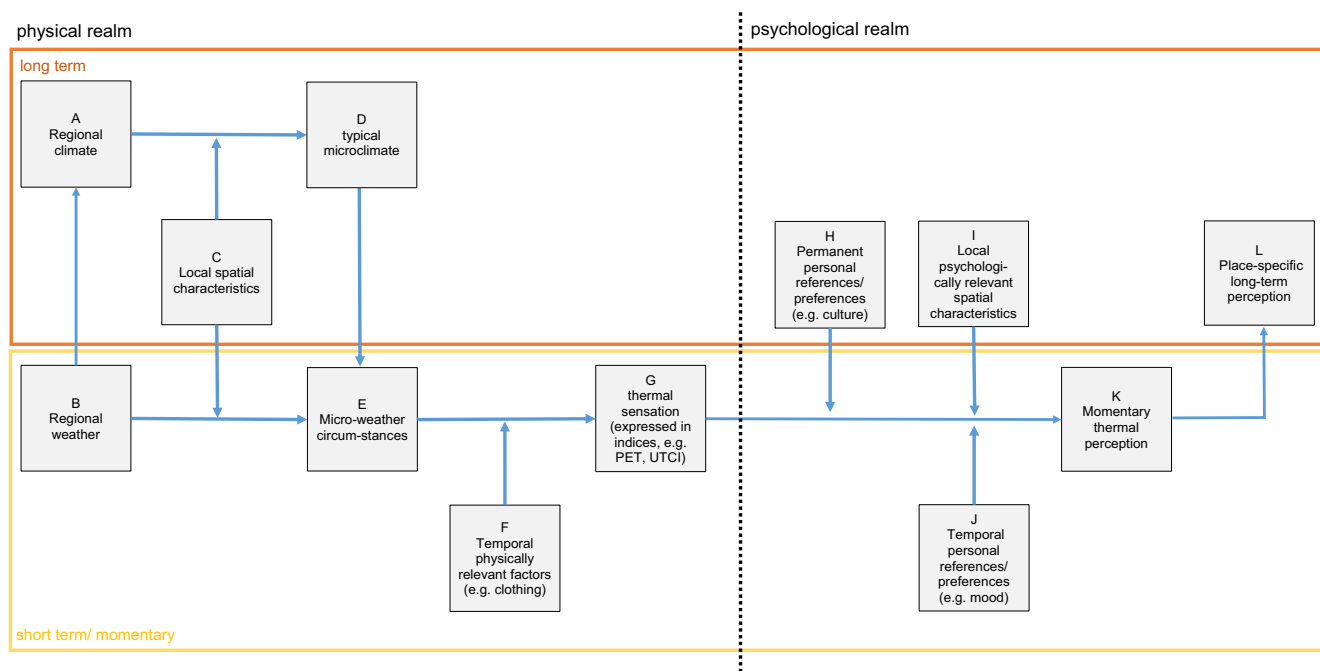 physical realm
psychological realm
long term
A
Regional
climate
D
typical
microclimate
C
Local spatial
characteristics
H
Permanent
personal
references/
preferences
(e.g. culture)
I
Local
psychologi-
cally relevant
spatial
characteristics
L
Place-specific
long-term
perception
B
Regional
weather
E
Micro-weather
circum-stances
G
thermal
sensation
(expressed in
indices, e.g.
PET, UTCI)
K
Momentary
thermal
perception
F
Temporal
physically
relevant factors
(e.g. clothing)
J
Temporal
personal
references/
preferences
(e.g. mood)
short term/ momentary